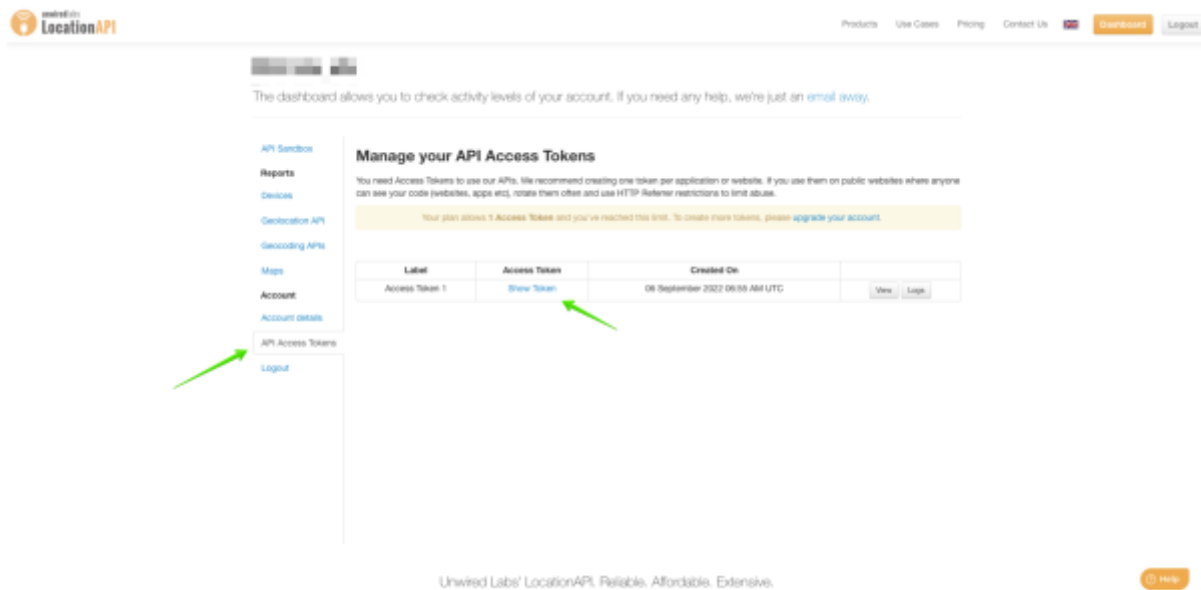 unwiredlabs
LocationAPI
Products Use Cases Pricing Contact Us Dashboard Logout
The dashboard allows you to check activity levels of your account. If you need any help, we're just an email away.
API Sandbox
Reports
Devices
Geolocation API
Geocoding APIs
Maps
Account
Account details
API Access Tokens
Logout
Manage your API Access Tokens
You need Access Tokens to use our APIs. We recommend creating one token per application or website. If you use them on public websites where anyone
can see your code (websites, apps etc), rotate them often and use HTTP Referrer restrictions to limit abuse.
Your plan allows 1 Access Token and you've reached this limit. To create more tokens, please upgrade your account.
Label Access Token Created On
Access Token 1 Show Token 06 September 2022 06:55 AM UTC View Logs
Unwired Labs' LocationAPI. Reliable. Affordable. Extensive.
Help